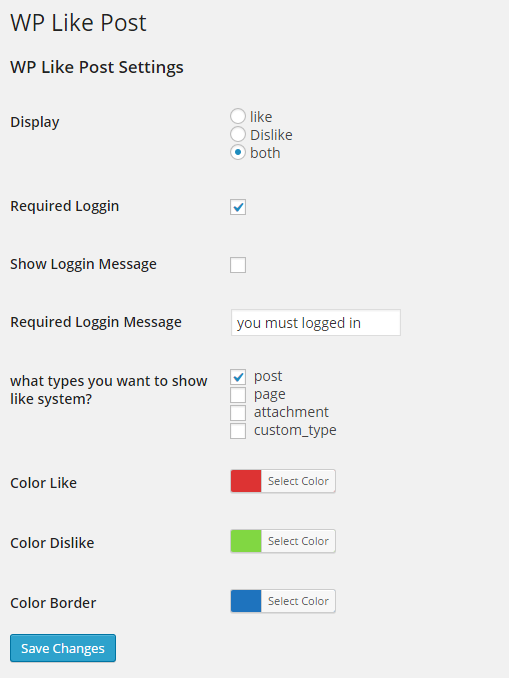 WP Like Post
WP Like Post Settings
Display
like
Dislike
both
Required Loggin
Show Loggin Message
Required Loggin Message
you must logged in
what types you want to show
like system?
post
page
attachment
custom_type
Color Like
Select Color
Color Dislike
Select Color
Color Border
Select Color
Save Changes